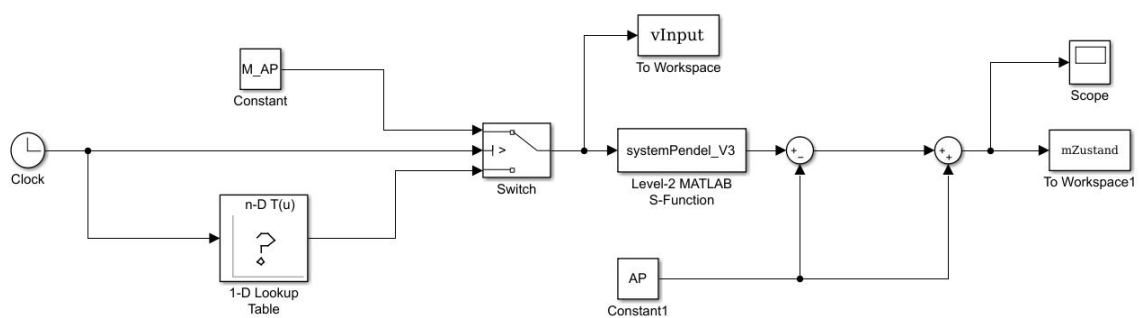 vInput
To Workspace
M_AP
Constant
Scope
Clock
>
Switch
systemPendel_V3
Level-2 MATLAB
S-Function
+
−
+
+
mZustand
To Workspace1
n-D T(u)
?
1-D Lookup
Table
AP
Constant1